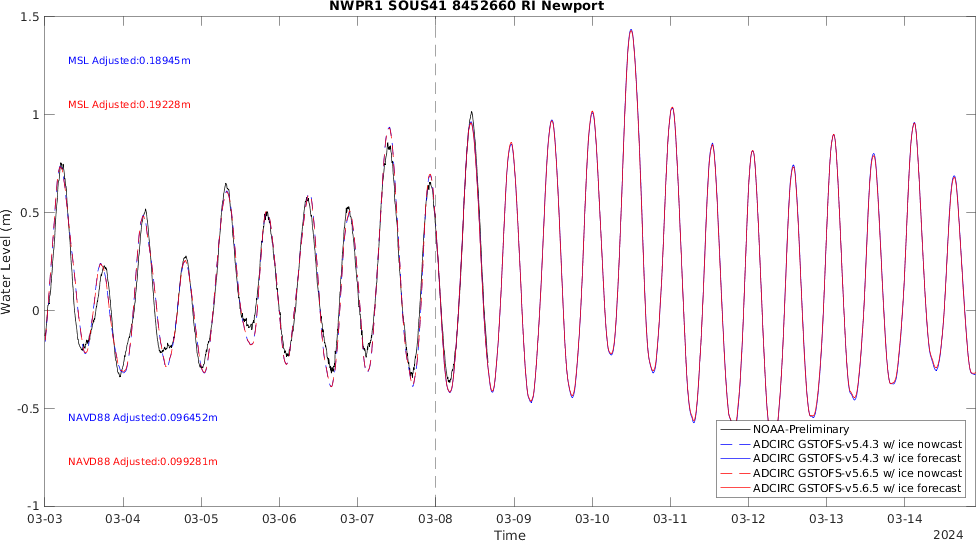 NWPR1 SOUS41 8452660 RI Newport
1.5
MSL Adjusted:0.18945m
MSL Adjusted:0.19228m
1
0.5
Water Level (m)
0
-0.5
NAVD88 Adjusted:0.096452m
NAVD88 Adjusted:0.099281m
NOAA-Preliminary
ADCIRC GSTOFS-v5.4.3 w/ ice nowcast
ADCIRC GSTOFS-v5.4.3 w/ ice forecast
ADCIRC GSTOFS-v5.6.5 w/ ice nowcast
ADCIRC GSTOFS-v5.6.5 w/ ice forecast
-1
03-03 03-04 03-05 03-06 03-07 03-08 03-09 03-10 03-11 03-12 03-13 03-14
Time
2024